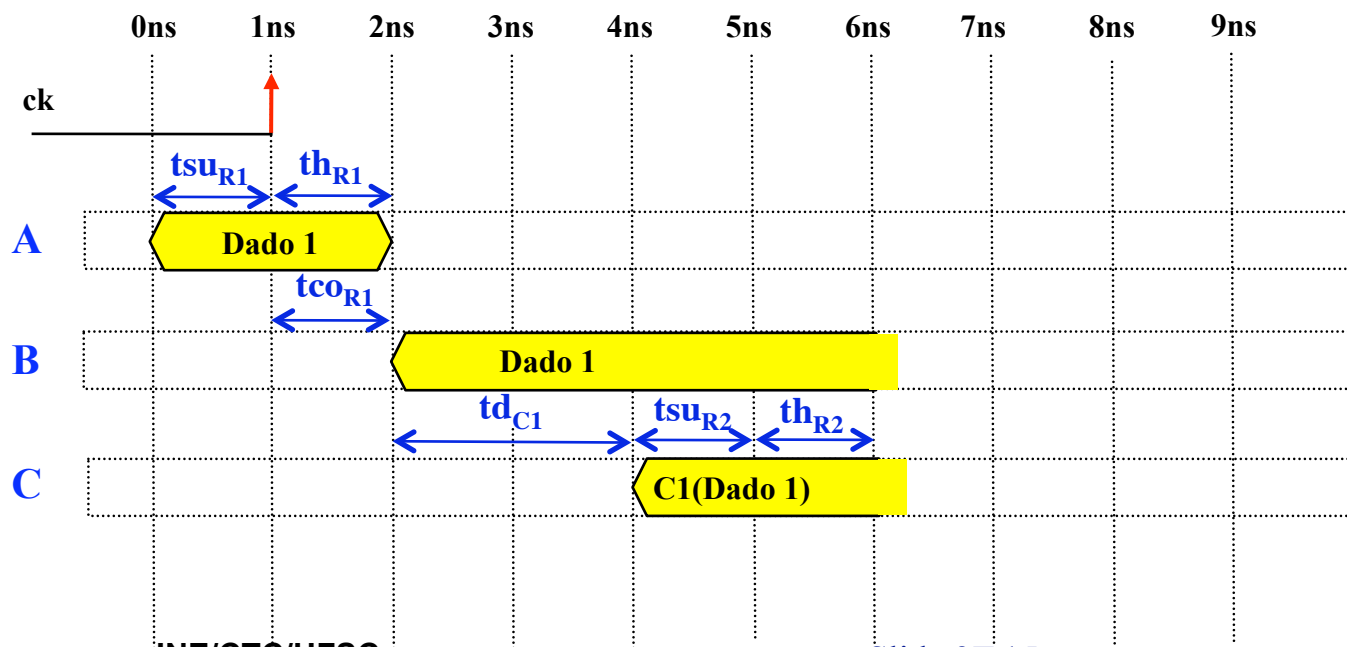 0ns 1ns 2ns 3ns 4ns 5ns 6ns 7ns 8ns 9ns
ck
tsuR1 thR1
A Dado 1
tcoR1
B Dado 1
tdC1 tsuR2 thR2
C C1(Dado 1)